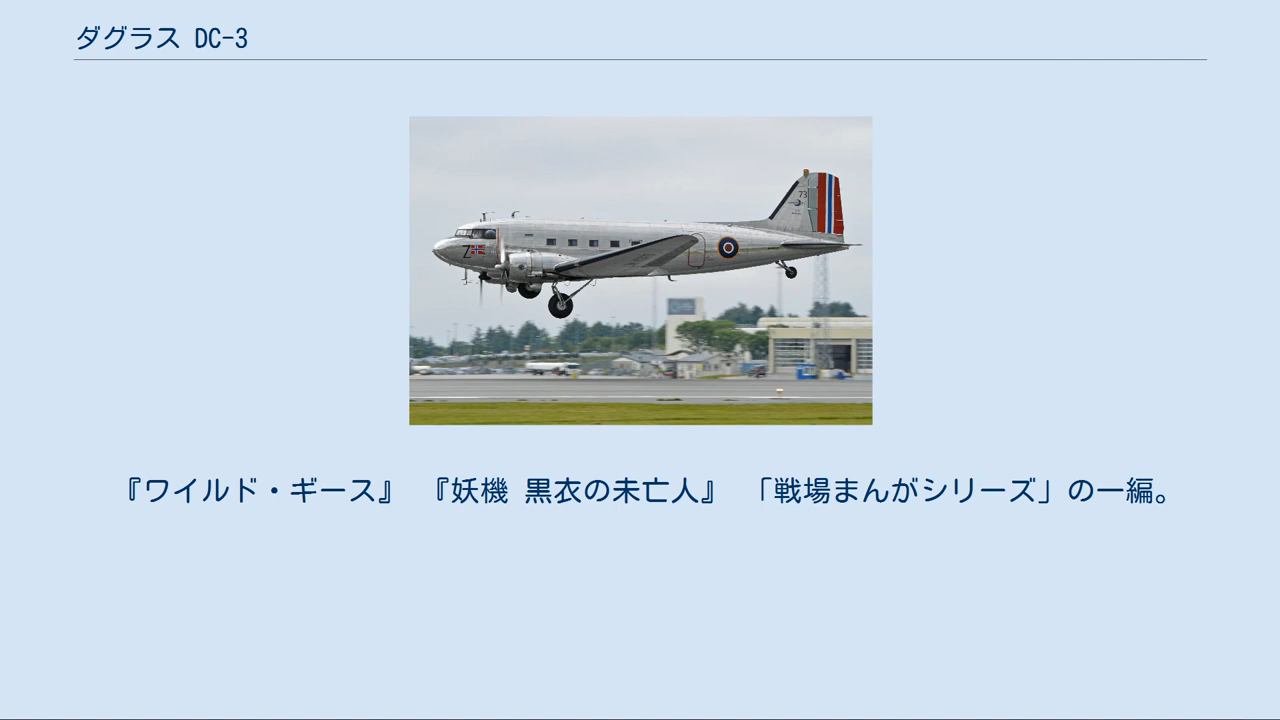 ダグラス DC-3
73
Z
『ワイルド・ギース』 『妖機 黒衣の未亡人』 「戦場まんがシリーズ」の一編。